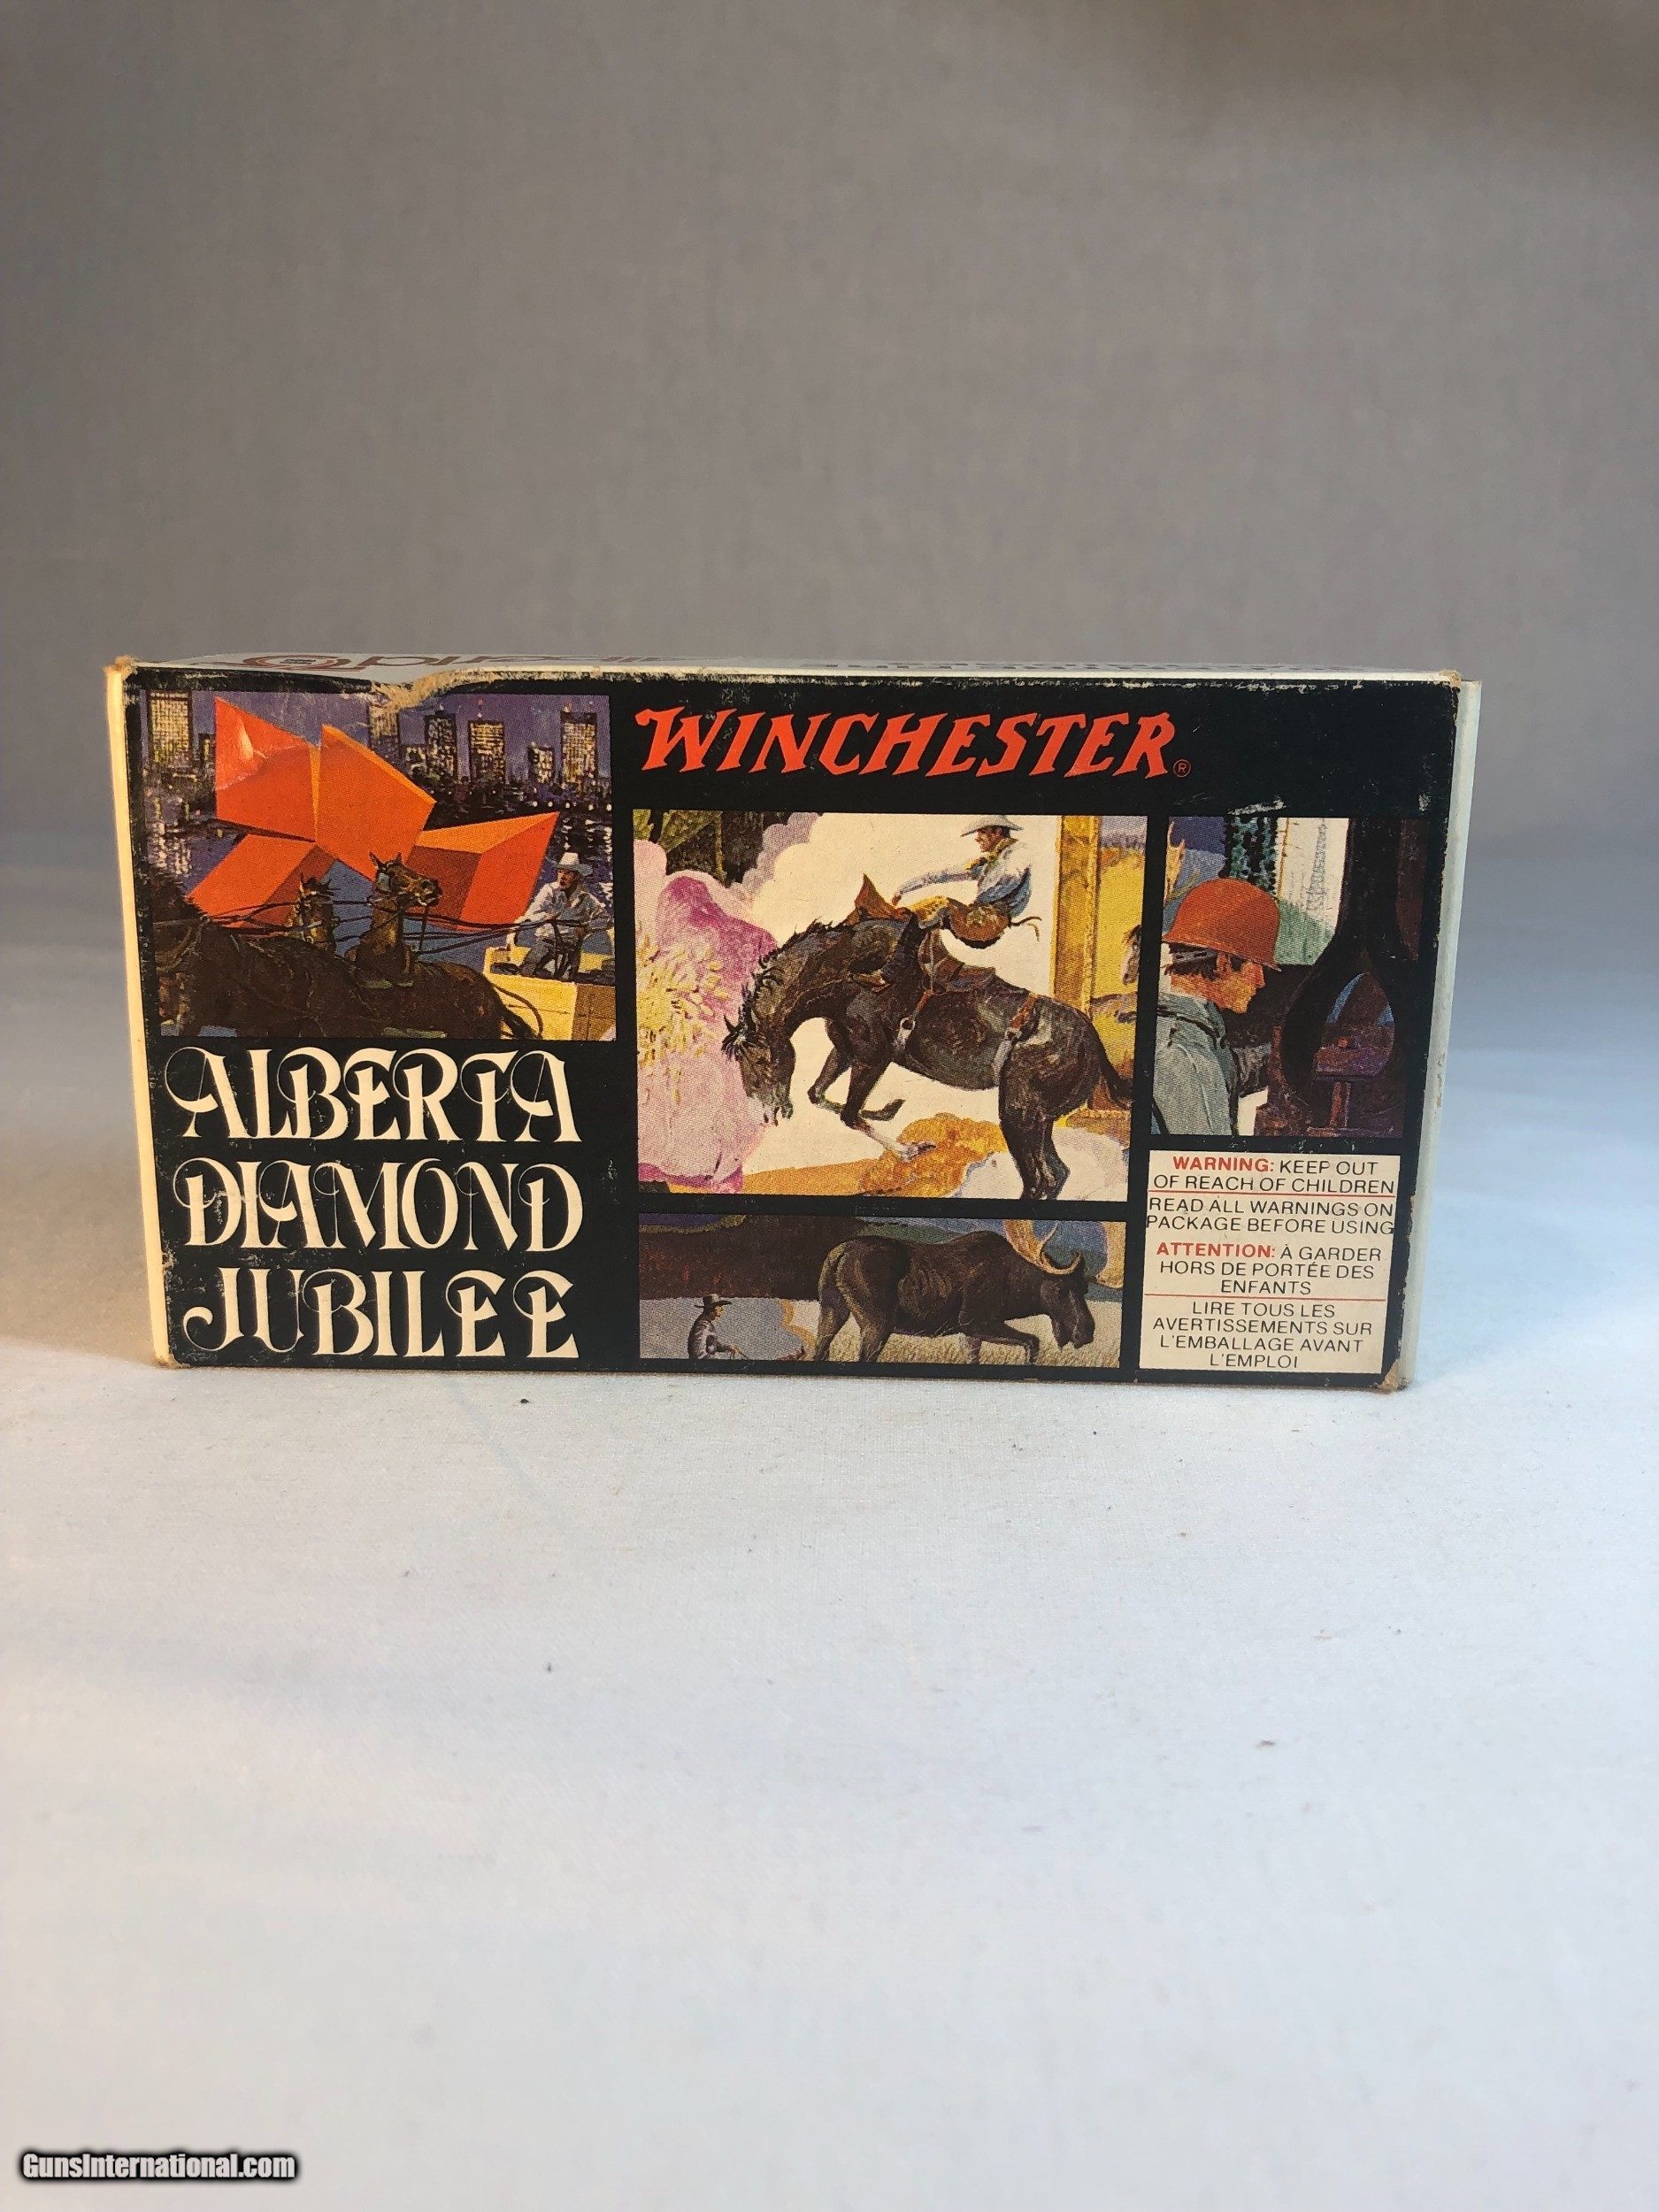 WINCHESTER®
ALBERTA
DIAMOND
JUBILEE
WARNING: KEEP OUT
OF REACH OF CHILDREN
READ ALL WARNINGS ON
PACKAGE BEFORE USING
ATTENTION: À GARDER
HORS DE PORTÉE DES
ENFANTS
LIRE TOUS LES
AVERTISSEMENTS SUR
L'EMBALLAGE AVANT
L'EMPLOI
GunsInternational.com